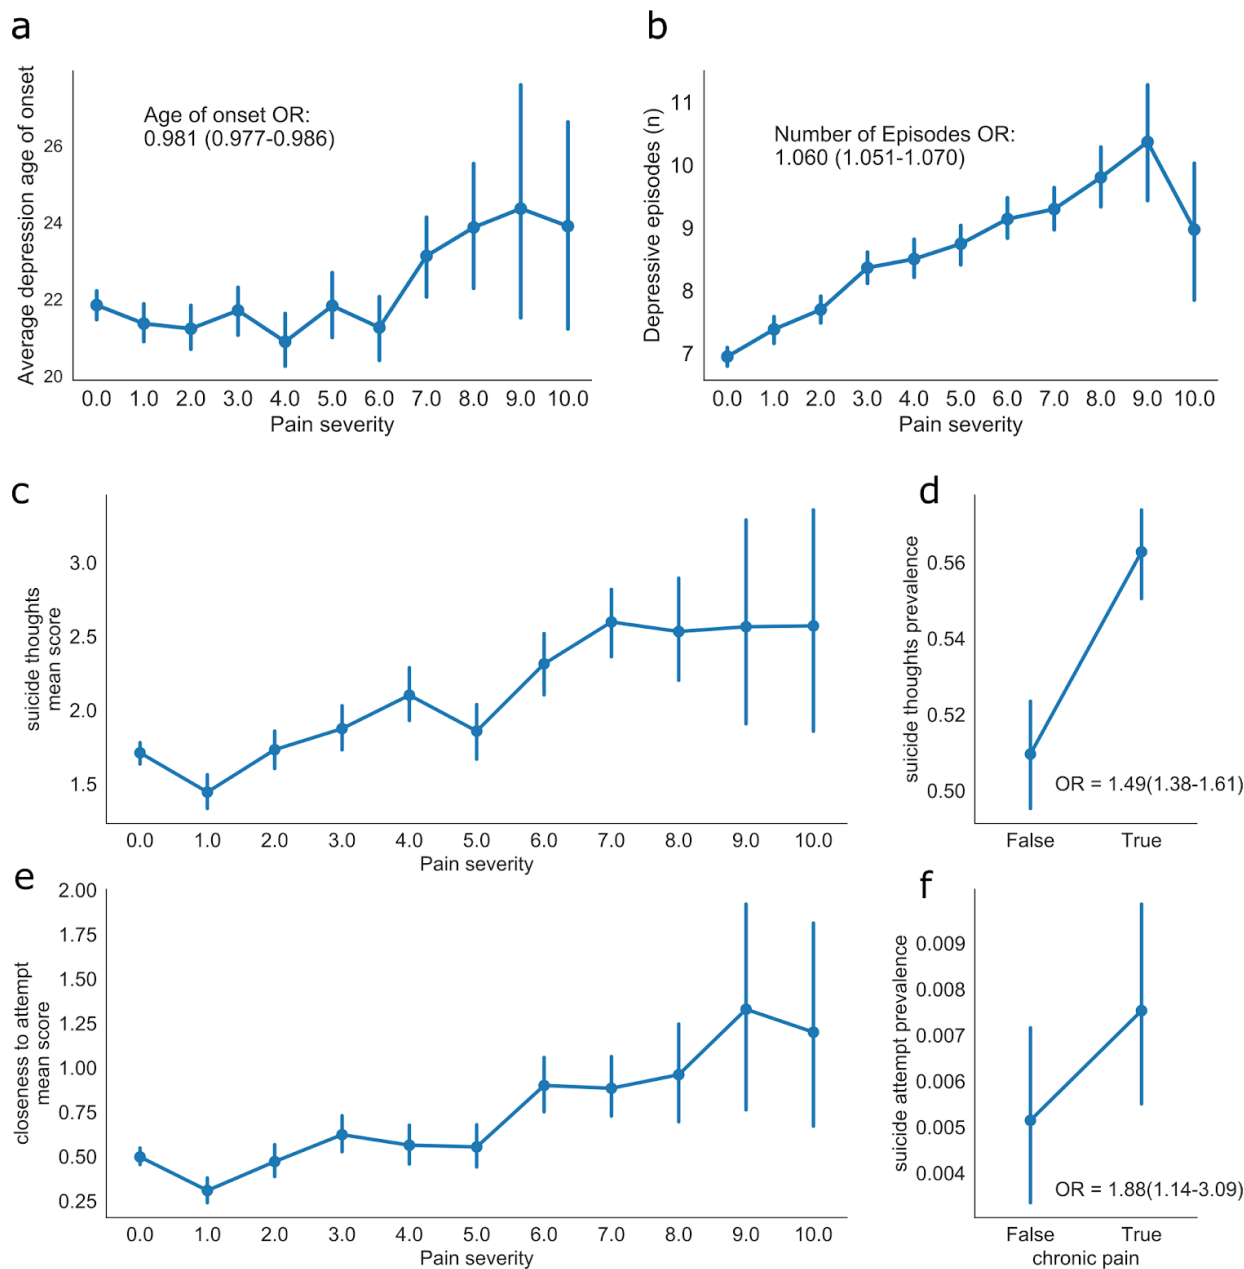 a
Average depression age of onset
Age of onset OR:
0.981 (0.977-0.986)
26
24
22
20
0.0 1.0 2.0 3.0 4.0 5.0 6.0 7.0 8.0 9.0 10.0
Pain severity
b
Depressive episodes (n)
Number of Episodes OR:
1.060 (1.051-1.070)
11
10
9
8
7
0.0 1.0 2.0 3.0 4.0 5.0 6.0 7.0 8.0 9.0 10.0
Pain severity
c
suicide thoughts
mean score
3.0
2.5
2.0
1.5
0.0 1.0 2.0 3.0 4.0 5.0 6.0 7.0 8.0 9.0 10.0
Pain severity
d
suicide thoughts prevalence
0.56
0.54
0.52
0.50
OR = 1.49(1.38-1.61)
False True
e
closeness to attempt
mean score
2.00
1.75
1.50
1.25
1.00
0.75
0.50
0.25
0.0 1.0 2.0 3.0 4.0 5.0 6.0 7.0 8.0 9.0 10.0
Pain severity
f
suicide attempt prevalence
0.009
0.008
0.007
0.006
0.005
0.004
OR = 1.88(1.14-3.09)
False True
chronic pain